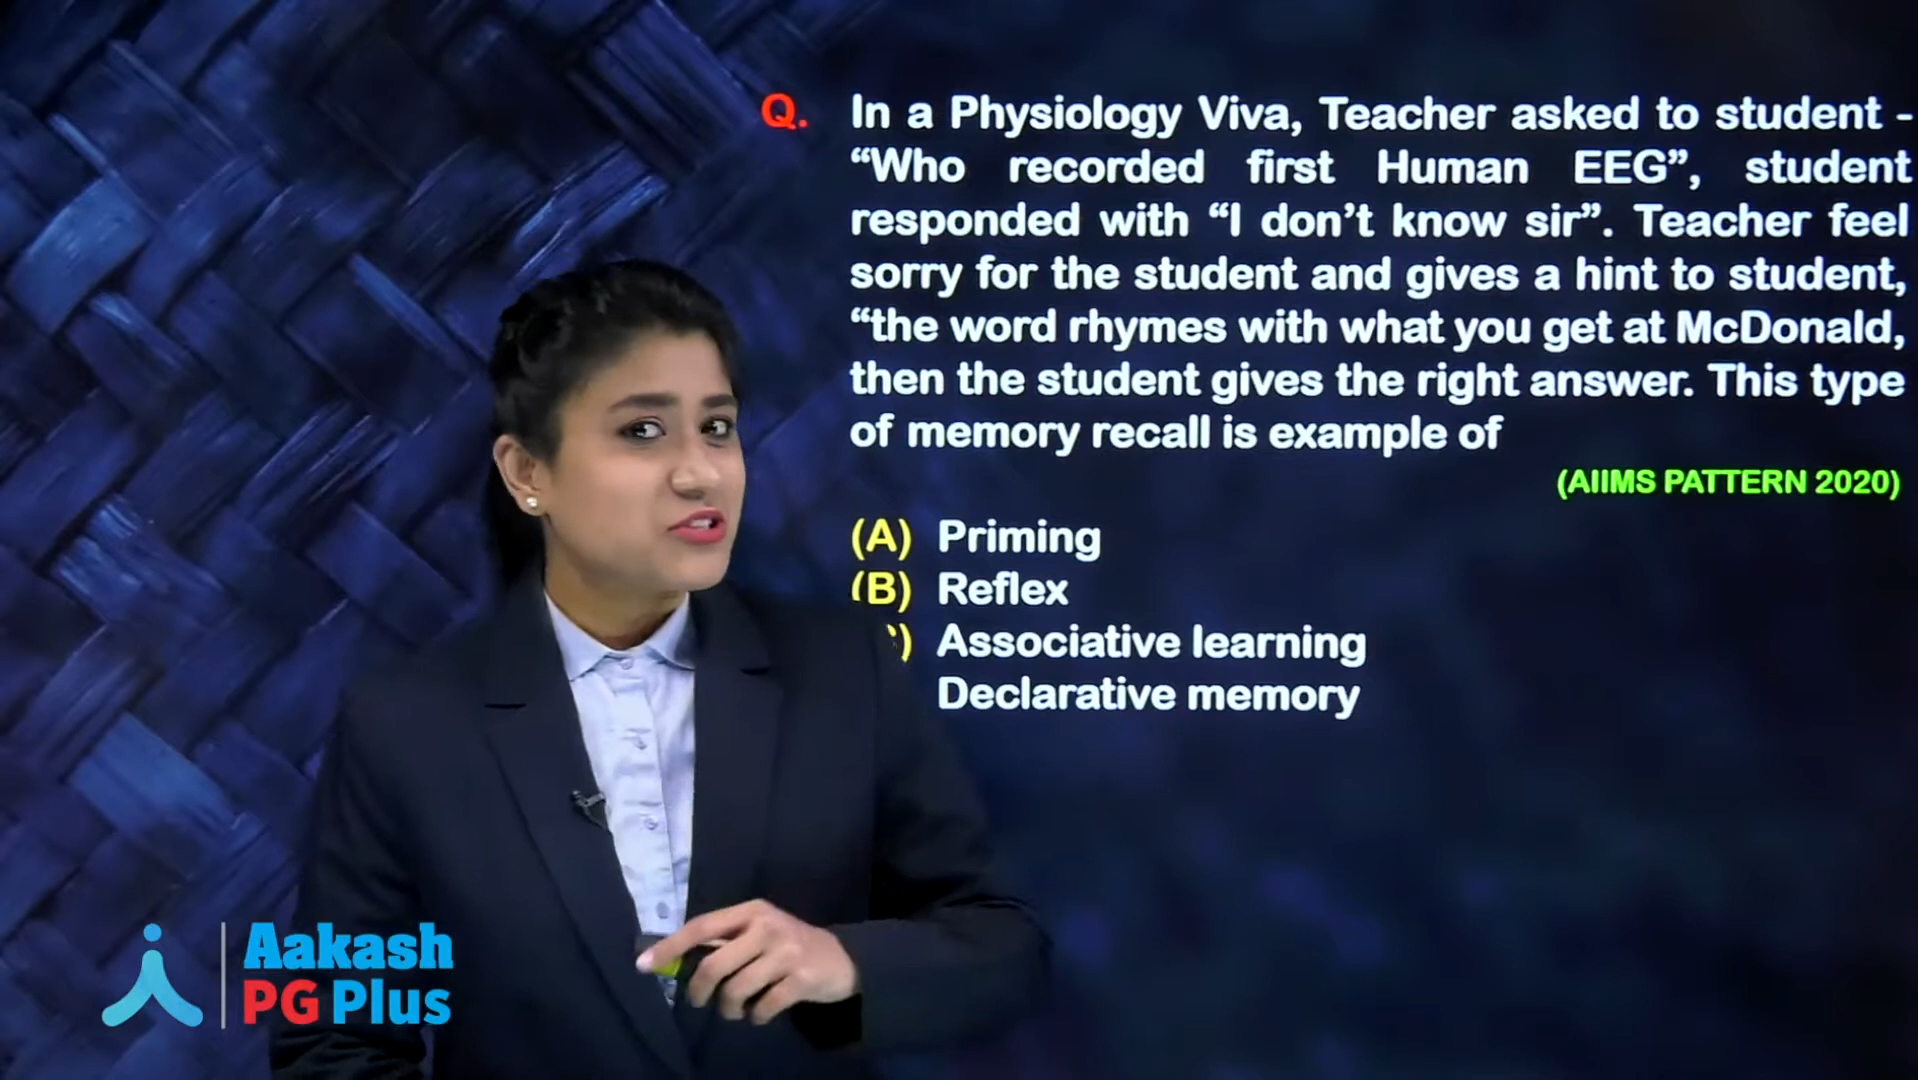 Q. In a Physiology Viva, Teacher asked to student -
“Who recorded first Human EEG”, student
responded with “I don’t know sir”. Teacher feel
sorry for the student and gives a hint to student,
“the word rhymes with what you get at McDonald,
then the student gives the right answer. This type
of memory recall is example of
(AIIMS PATTERN 2020)
(A) Priming
(B) Reflex
) Associative learning
Declarative memory
Aakash
PG Plus